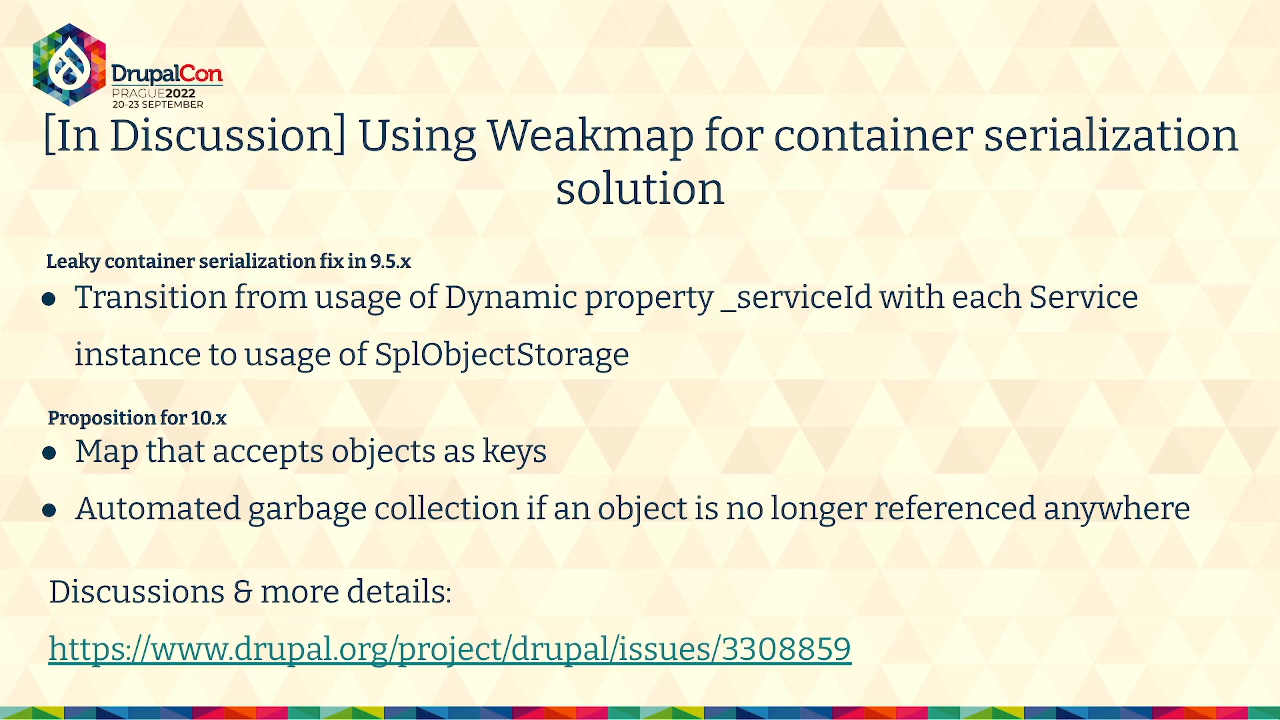 DrupalCon
PRAGUE2022
20-23 SEPTEMBER
[In Discussion] Using Weakmap for container serialization
solution
Leaky container serialization fix in 9.5.x
● Transition from usage of Dynamic property _serviceId with each Service
instance to usage of SplObjectStorage
Proposition for 10.x
● Map that accepts objects as keys
● Automated garbage collection if an object is no longer referenced anywhere
Discussions & more details:
https://www.drupal.org/project/drupal/issues/3308859